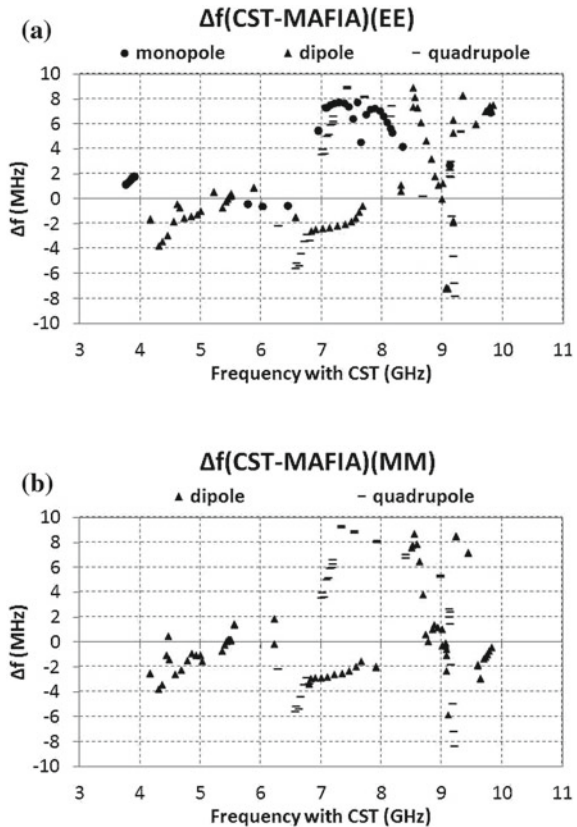 (a)
Δf(CST-MAFIA)(EE)
● monopole ▲ dipole – quadrupole
Δf (MHz)
10
8
6
4
2
0
-2
-4
-6
-8
-10
3 4 5 6 7 8 9 10 11
Frequency with CST (GHz)
(b)
Δf(CST-MAFIA)(MM)
▲ dipole – quadrupole
Δf (MHz)
10
8
6
4
2
0
-2
-4
-6
-8
-10
3 4 5 6 7 8 9 10 11
Frequency with CST (GHz)